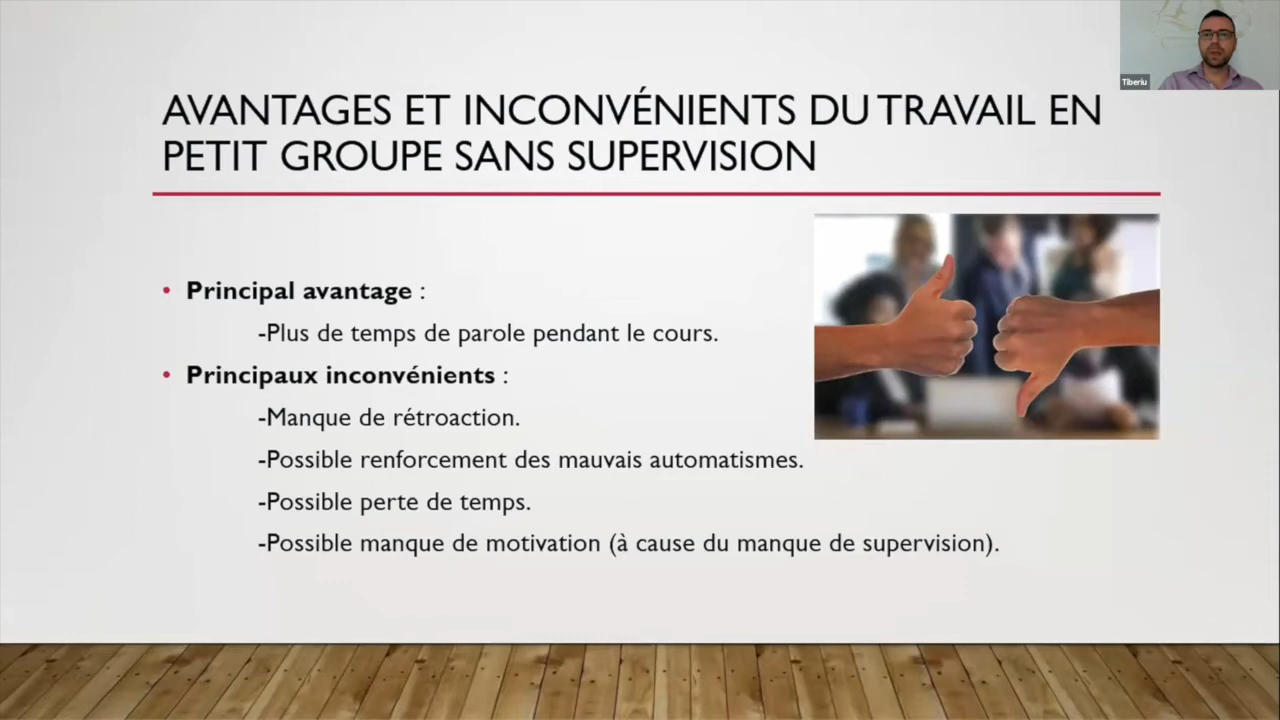 Tiberiu
AVANTAGES ET INCONVÉNIENTS DU TRAVAIL EN
PETIT GROUPE SANS SUPERVISION
• Principal avantage :
-Plus de temps de parole pendant le cours.
• Principaux inconvénients :
-Manque de rétroaction.
-Possible renforcement des mauvais automatismes.
-Possible perte de temps.
-Possible manque de motivation (à cause du manque de supervision).